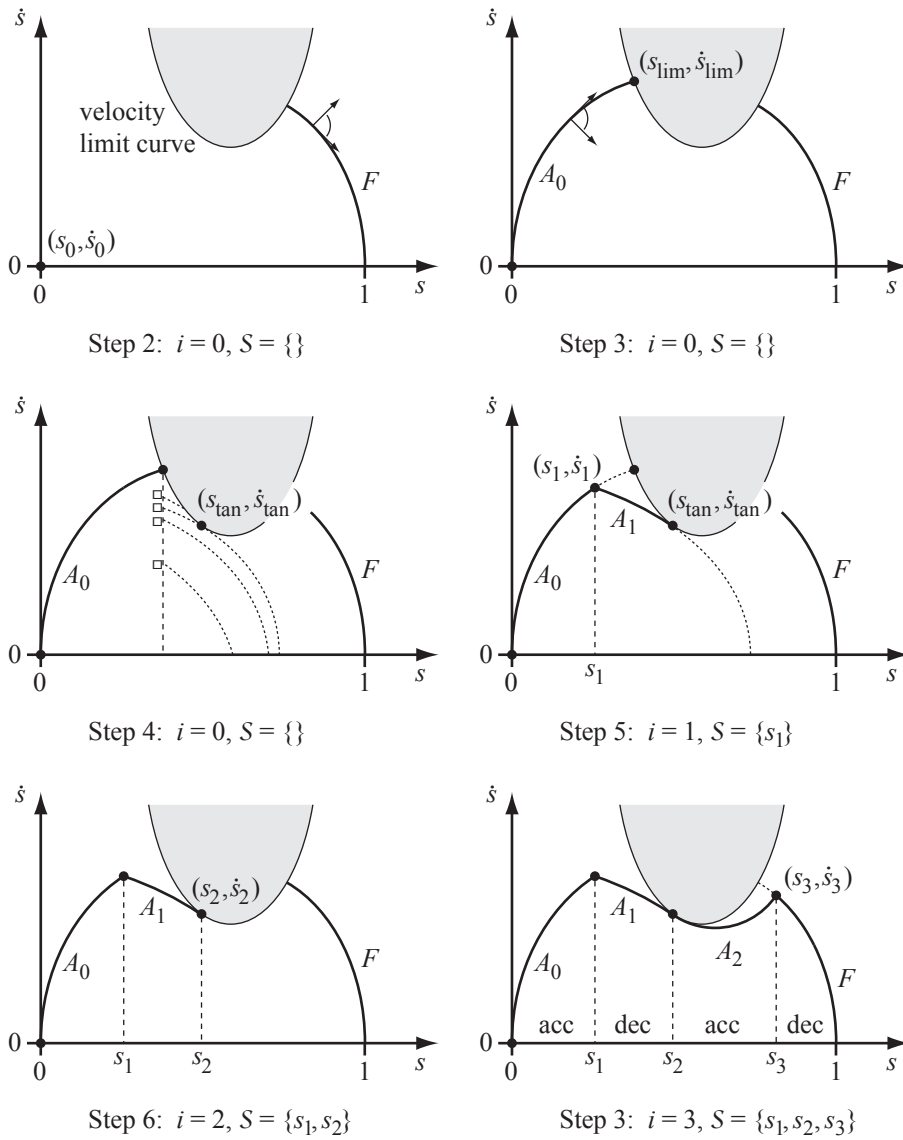 ṡ
velocity
limit curve
F
(s0, ṡ0)
0
0
1
s
Step 2: i = 0, S = {}
ṡ
(slim, ṡlim)
A0
F
0
0
1
s
Step 3: i = 0, S = {}
ṡ
(stan, ṡtan)
A0
F
0
0
1
s
Step 4: i = 0, S = {}
ṡ
(s1, ṡ1)
(stan, ṡtan)
A1
A0
F
0
0
s1
1
s
Step 5: i = 1, S = {s1}
ṡ
(s2, ṡ2)
A1
A0
F
0
0
s1
s2
1
s
Step 6: i = 2, S = {s1, s2}
ṡ
(s3, ṡ3)
A1
A0
A2
F
acc
dec
acc
dec
0
0
s1
s2
s3
1
s
Step 3: i = 3, S = {s1, s2, s3}